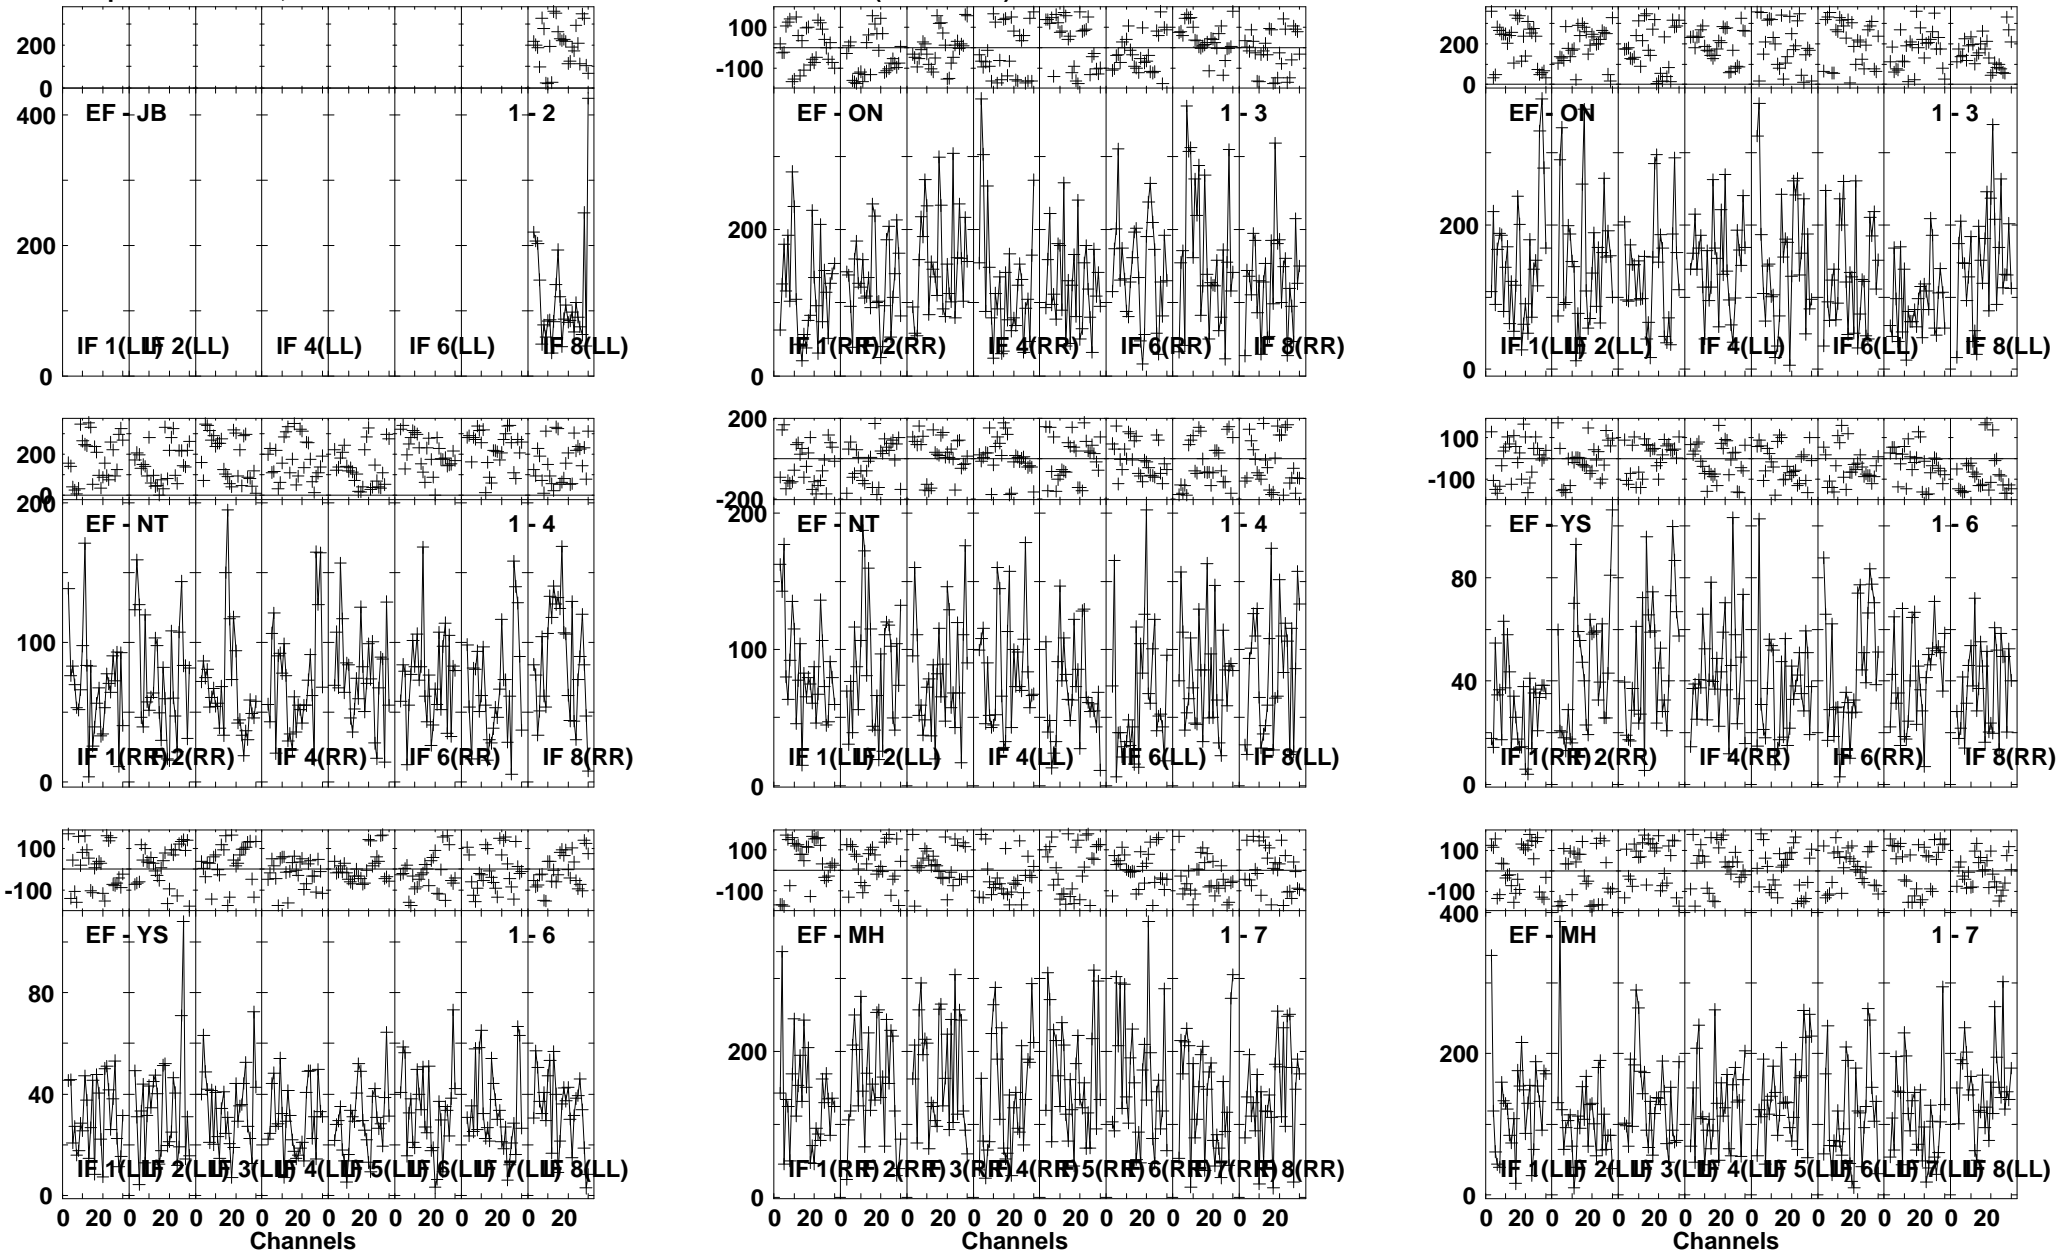 200
0
400
200
0
EF - JB
1 - 2
IF 1(LL)
IF 2(LL)
IF 4(LL)
IF 6(LL)
IF 8(LL)
100
-100
200
0
EF - ON
1 - 3
IF 1(RR)
IF 2(RR)
IF 4(RR)
IF 6(RR)
IF 8(RR)
200
0
200
0
EF - ON
1 - 3
IF 1(LL)
IF 2(LL)
IF 4(LL)
IF 6(LL)
IF 8(LL)
200
0
200
100
0
EF - NT
1 - 4
IF 1(RR)
IF 2(RR)
IF 4(RR)
IF 6(RR)
IF 8(RR)
200
-200
200
100
0
EF - NT
1 - 4
IF 1(LL)
IF 2(LL)
IF 4(LL)
IF 6(LL)
IF 8(LL)
100
-100
80
40
0
EF - YS
1 - 6
IF 1(RR)
IF 2(RR)
IF 4(RR)
IF 6(RR)
IF 8(RR)
100
-100
80
40
0
EF - YS
1 - 6
IF 1(LL)
IF 2(LL)
IF 3(LL)
IF 4(LL)
IF 5(LL)
IF 6(LL)
IF 7(LL)
IF 8(LL)
0 20 0 20 0 20 0 20 0 20 0 20 0 20 0 20
Channels
100
-100
200
0
EF - MH
1 - 7
IF 1(RR)
IF 2(RR)
IF 3(RR)
IF 4(RR)
IF 5(RR)
IF 6(RR)
IF 7(RR)
IF 8(RR)
0 20 0 20 0 20 0 20 0 20 0 20 0 20 0 20
Channels
100
-100
400
200
0
EF - MH
1 - 7
IF 1(LL)
IF 2(LL)
IF 3(LL)
IF 4(LL)
IF 5(LL)
IF 6(LL)
IF 7(LL)
IF 8(LL)
0 20 0 20 0 20 0 20 0 20 0 20 0 20 0 20
Channels